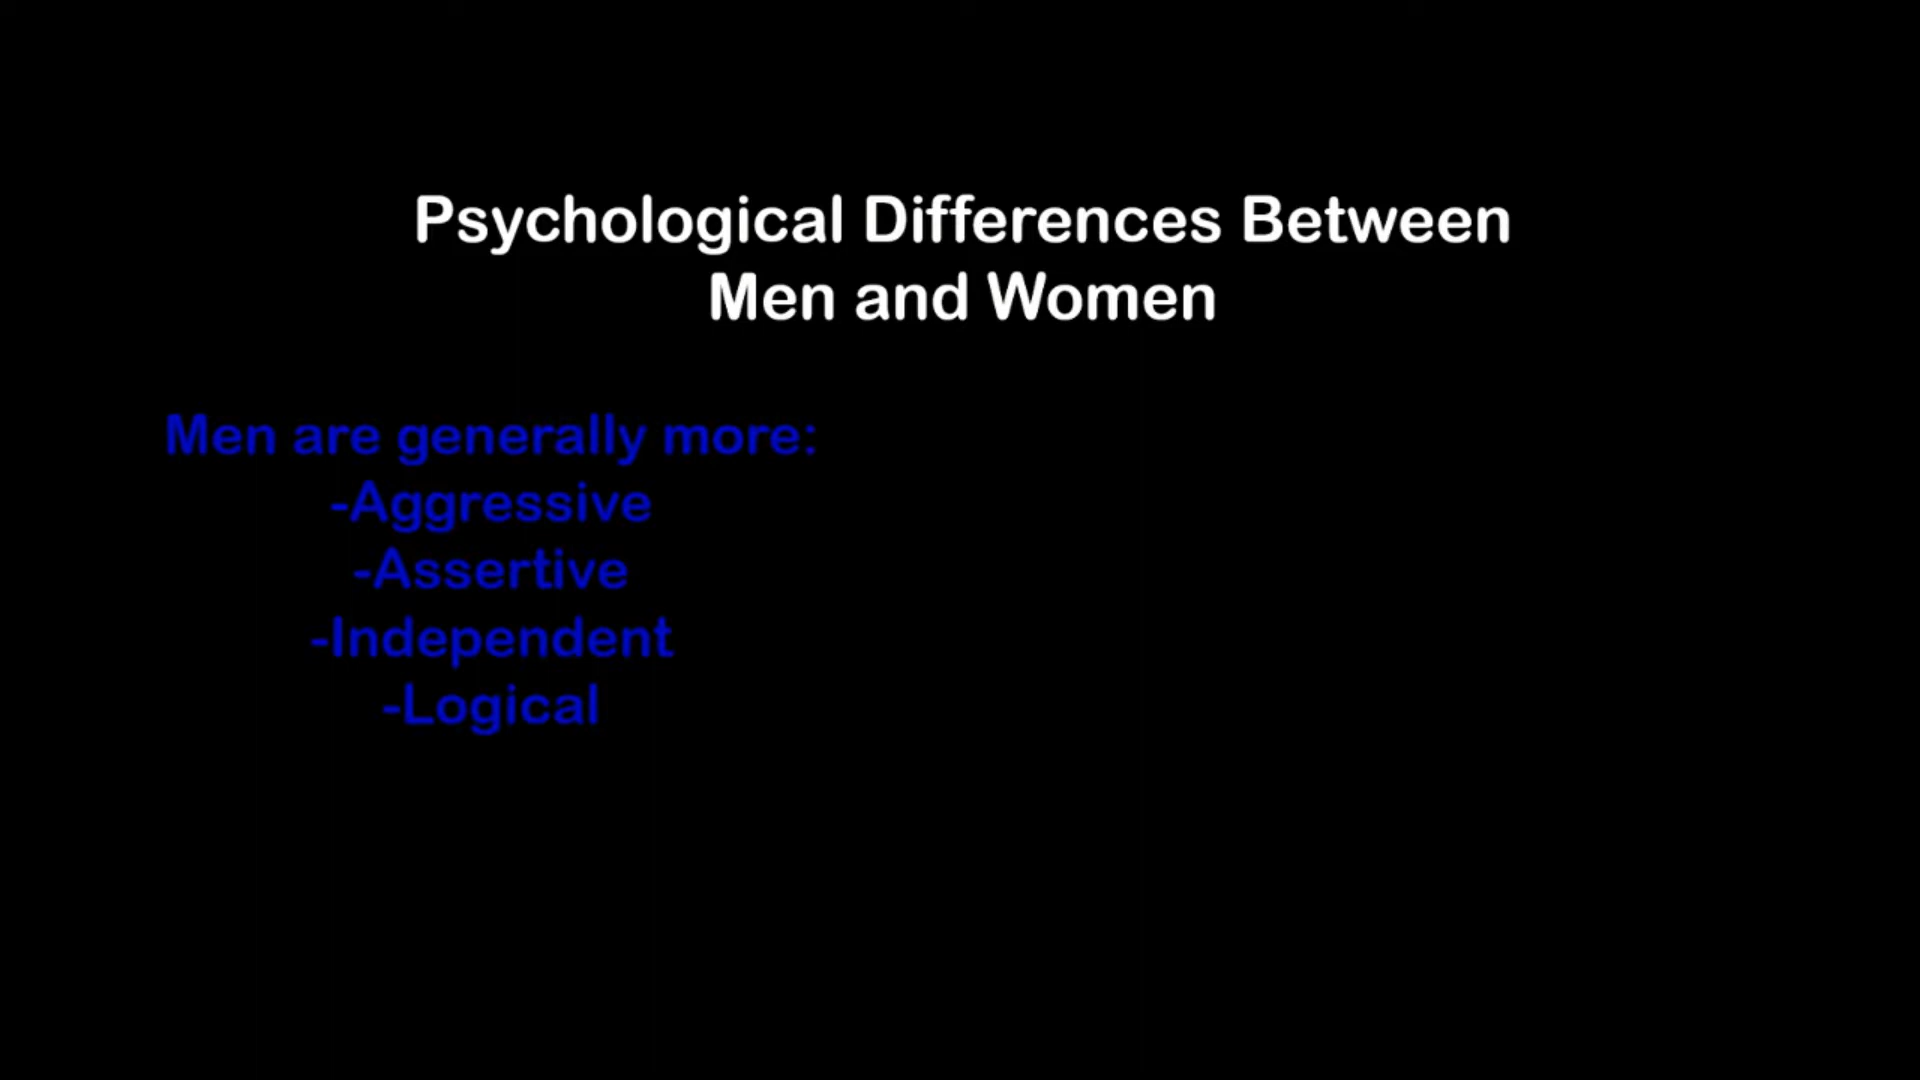 Psychological Differences Between
Men and Women
Men are generally more:
-Aggressive
-Assertive
-Independent
-Logical